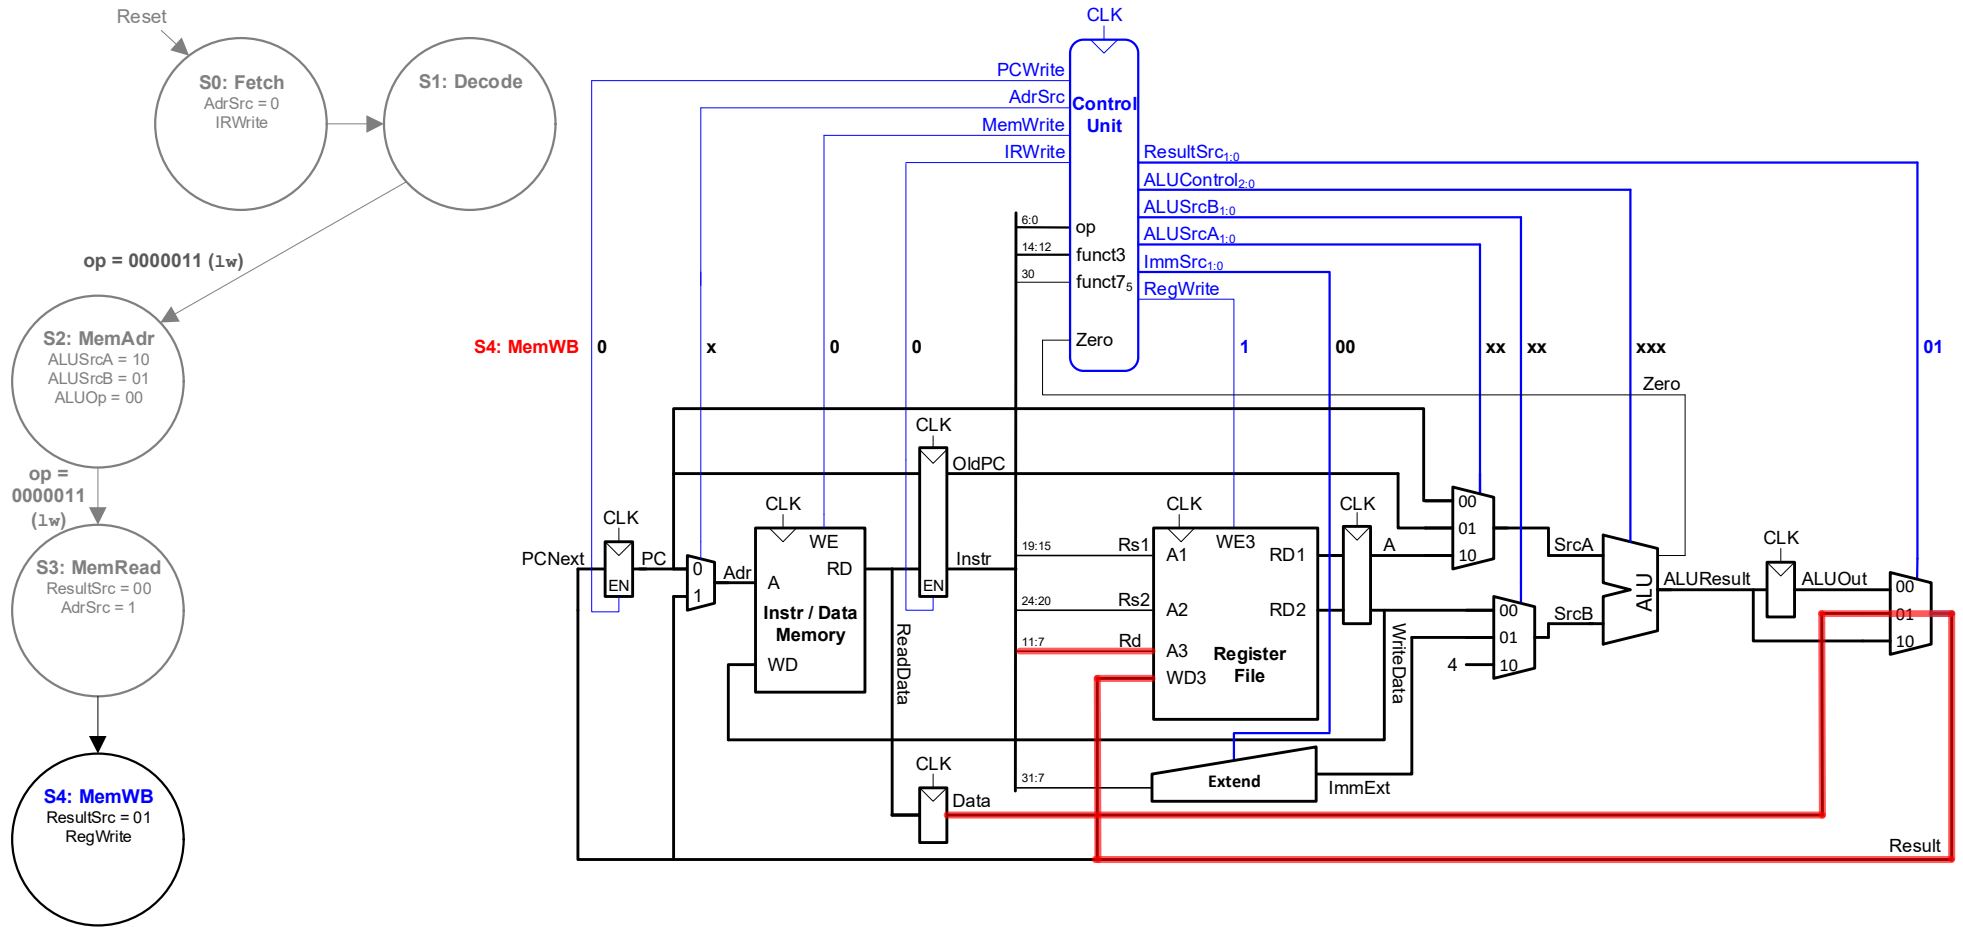 Reset
S0: Fetch
AdrSrc = 0
IRWrite
S1: Decode
op = 0000011 (lw)
S2: MemAdr
ALUSrcA = 10
ALUSrcB = 01
ALUOp = 00
op =
0000011
(lw)
S3: MemRead
ResultSrc = 00
AdrSrc = 1
S4: MemWB
ResultSrc = 01
RegWrite
CLK
PCWrite
AdrSrc
MemWrite
IRWrite
Control
Unit
ResultSrc1:0
ALUControl2:0
ALUSrcB1:0
ALUSrcA1:0
ImmSrc1:0
RegWrite
6:0
op
14:12
funct3
30
funct75
Zero
S4: MemWB
0
x
0
0
1
00
xx
xx
xxx
01
Zero
CLK
PCNext
PC
EN
0
1
Adr
CLK
WE
A
RD
Instr / Data
Memory
WD
ReadData
CLK
OldPC
Instr
EN
19:15
Rs1
24:20
Rs2
11:7
Rd
31:7
CLK
WE3
A1
RD1
A2
RD2
A3
WD3
Register
File
CLK
A
WriteData
Extend
ImmExt
CLK
Data
00
01
10
SrcA
00
01
10
4
SrcB
ALU
ALUResult
CLK
ALUOut
00
01
10
Result